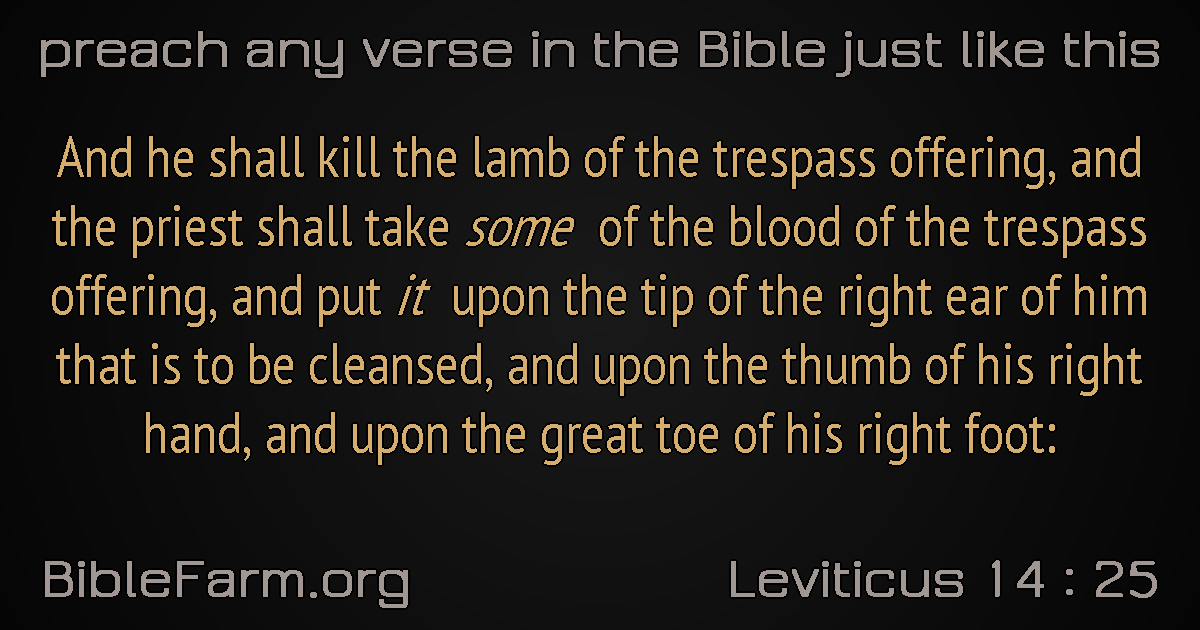 preach any verse in the Bible just like this
And he shall kill the lamb of the trespass offering, and
the priest shall take some of the blood of the trespass
offering, and put it upon the tip of the right ear of him
that is to be cleansed, and upon the thumb of his right
hand, and upon the great toe of his right foot:
BibleFarm.org
Leviticus 14 : 25